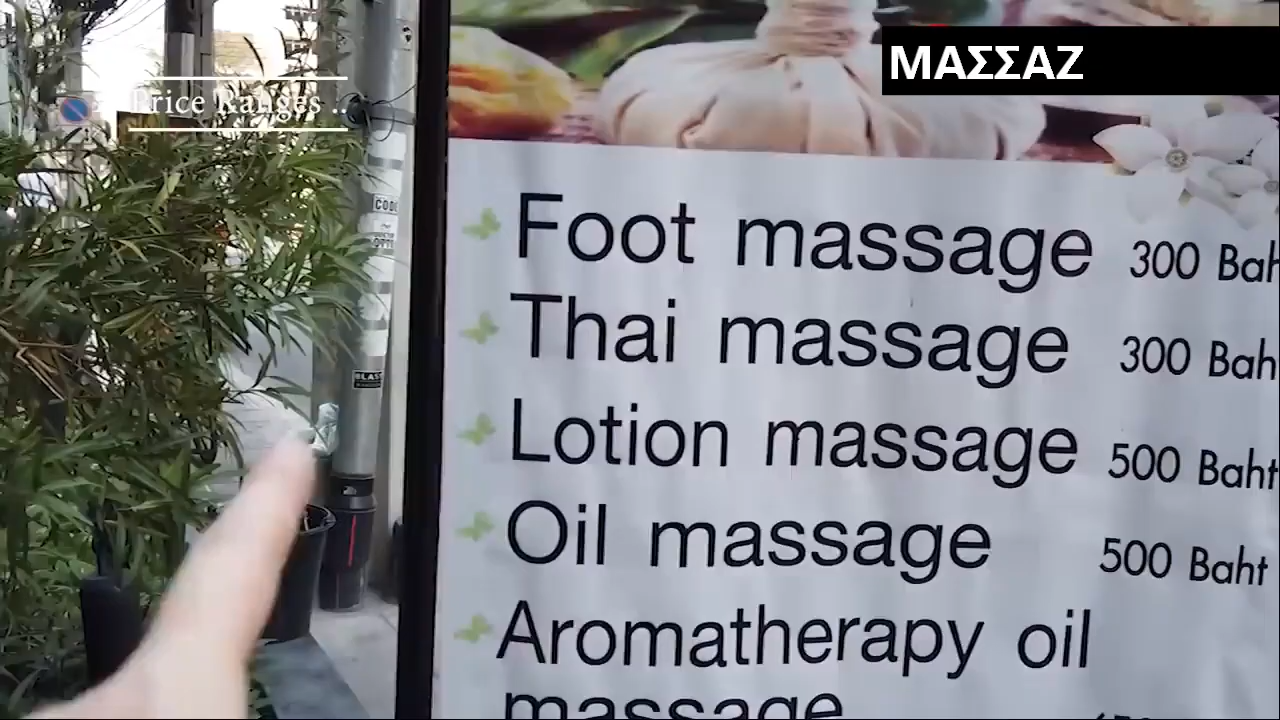 Price Ranges ..
ΜΑΣΣΑΖ
Foot massage 300 Bah
Thai massage 300 Bah
Lotion massage 500 Baht
Oil massage 500 Baht
Aromatherapy oil
massage